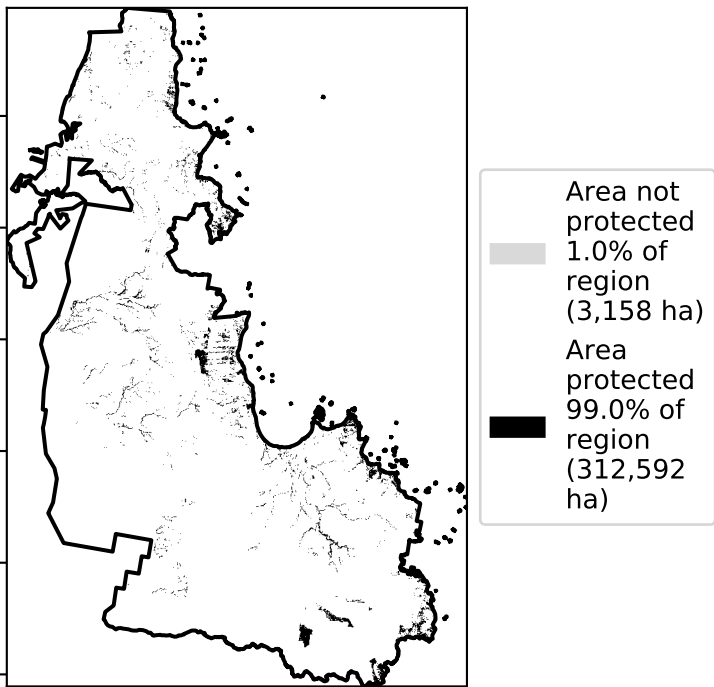 Area not
protected
1.0% of
region
(3,158 ha)
Area
protected
99.0% of
region
(312,592
ha)